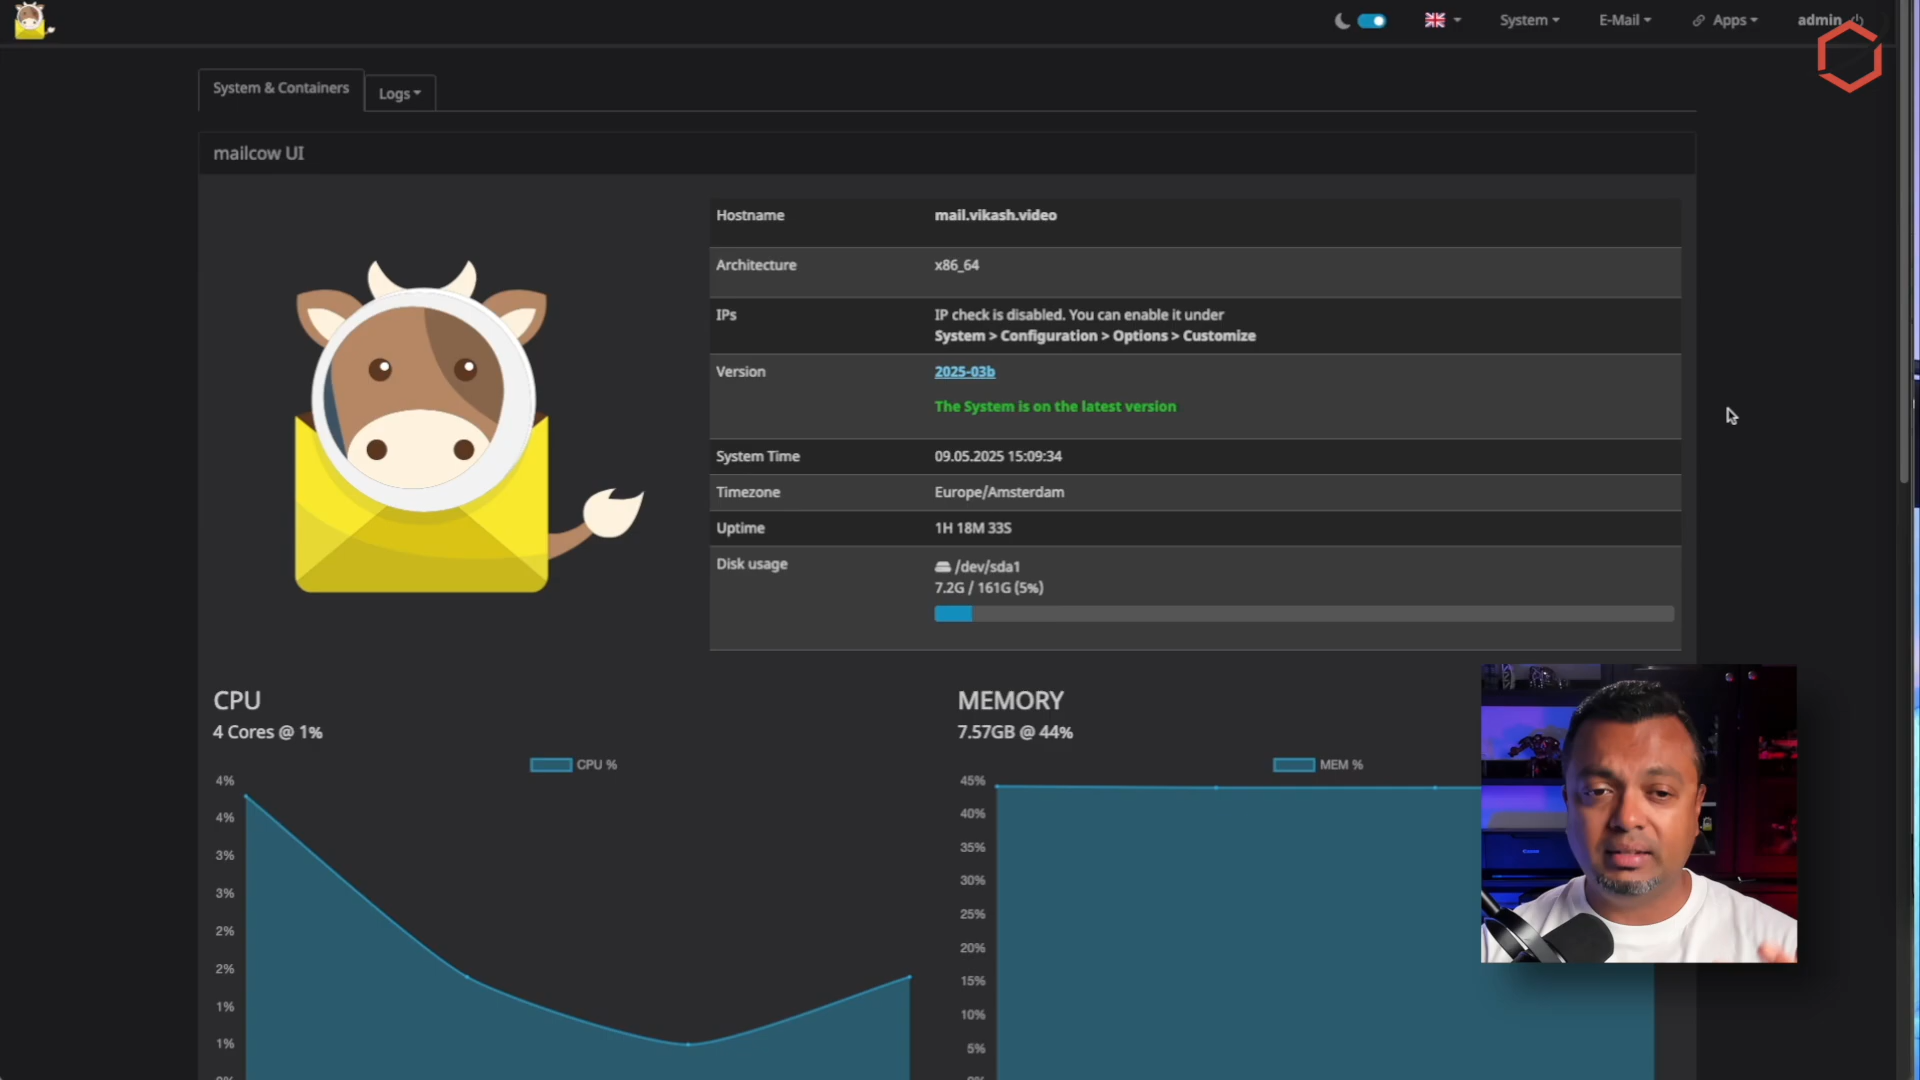 System
E-Mail
Apps
admin
System & Containers
Logs
mailcow UI
Hostname
mail.vikash.video
Architecture
x86_64
IPs
IP check is disabled. You can enable it under
System > Configuration > Options > Customize
Version
2025-03b
The System is on the latest version
System Time
09.05.2025 15:09:34
Timezone
Europe/Amsterdam
Uptime
1H 18M 33S
Disk usage
/dev/sda1
7.2G / 161G (5%)
CPU
4 Cores @ 1%
CPU %
4%
4%
3%
3%
2%
2%
1%
1%
MEMORY
7.57GB @ 44%
MEM %
45%
40%
35%
30%
25%
20%
15%
10%
5%